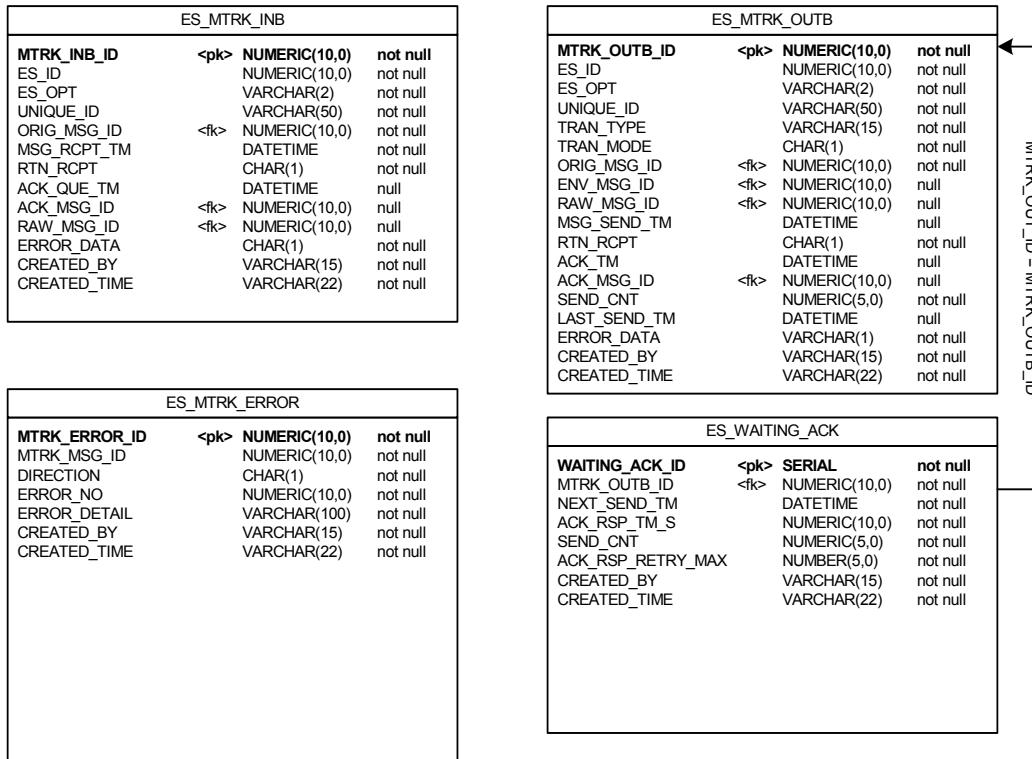 ES_MTRK_INB
MTRK_INB_ID <pk> NUMERIC(10,0) not null
ES_ID NUMERIC(10,0) not null
ES_OPT VARCHAR(2) not null
UNIQUE_ID VARCHAR(50) not null
ORIG_MSG_ID <fk> NUMERIC(10,0) not null
MSG_RCPT_TM DATETIME not null
RTN_RCPT CHAR(1) not null
ACK_QUE_TM DATETIME null
ACK_MSG_ID <fk> NUMERIC(10,0) null
RAW_MSG_ID <fk> NUMERIC(10,0) null
ERROR_DATA CHAR(1) not null
CREATED_BY VARCHAR(15) not null
CREATED_TIME VARCHAR(22) not null
ES_MTRK_OUTB
MTRK_OUTB_ID <pk> NUMERIC(10,0) not null
ES_ID NUMERIC(10,0) not null
ES_OPT VARCHAR(2) not null
UNIQUE_ID VARCHAR(50) not null
TRAN_TYPE VARCHAR(15) not null
TRAN_MODE CHAR(1) not null
ORIG_MSG_ID <fk> NUMERIC(10,0) not null
ENV_MSG_ID <fk> NUMERIC(10,0) null
RAW_MSG_ID <fk> NUMERIC(10,0) null
MSG_SEND_TM DATETIME null
RTN_RCPT CHAR(1) not null
ACK_TM DATETIME null
ACK_MSG_ID <fk> NUMERIC(10,0) null
SEND_CNT NUMERIC(5,0) not null
LAST_SEND_TM DATETIME null
ERROR_DATA VARCHAR(1) not null
CREATED_BY VARCHAR(15) not null
CREATED_TIME VARCHAR(22) not null
MTRK_OUT_ID = MTRK_OUTB_ID
ES_MTRK_ERROR
MTRK_ERROR_ID <pk> NUMERIC(10,0) not null
MTRK_MSG_ID NUMERIC(10,0) not null
DIRECTION CHAR(1) not null
ERROR_NO NUMERIC(10,0) not null
ERROR_DETAIL VARCHAR(100) not null
CREATED_BY VARCHAR(15) not null
CREATED_TIME VARCHAR(22) not null
ES_WAITING_ACK
WAITING_ACK_ID <pk> SERIAL not null
MTRK_OUTB_ID <fk> NUMERIC(10,0) not null
NEXT_SEND_TM DATETIME not null
ACK_RSP_TM_S NUMERIC(10,0) not null
SEND_CNT NUMERIC(5,0) not null
ACK_RSP_RETRY_MAX NUMBER(5,0) not null
CREATED_BY VARCHAR(15) not null
CREATED_TIME VARCHAR(22) not null